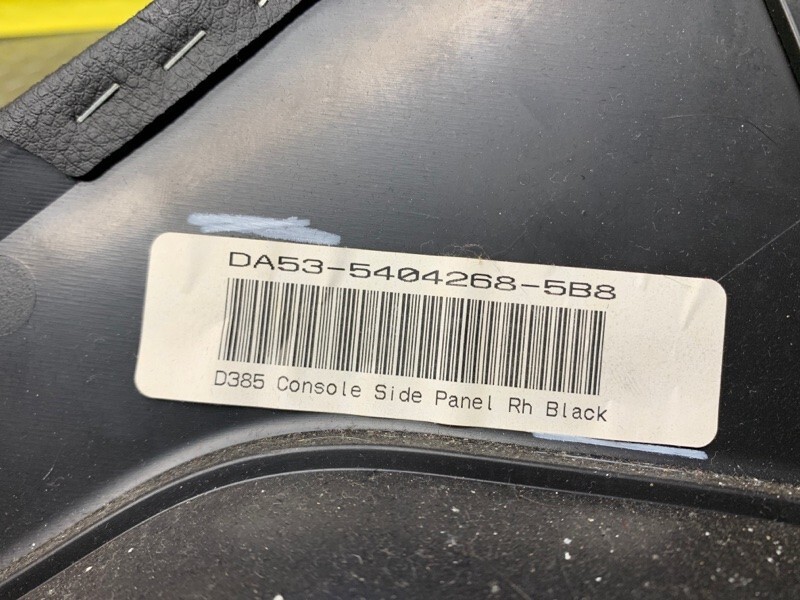 DA53-5404268-5B8
D385 Console Side Panel Rh Black